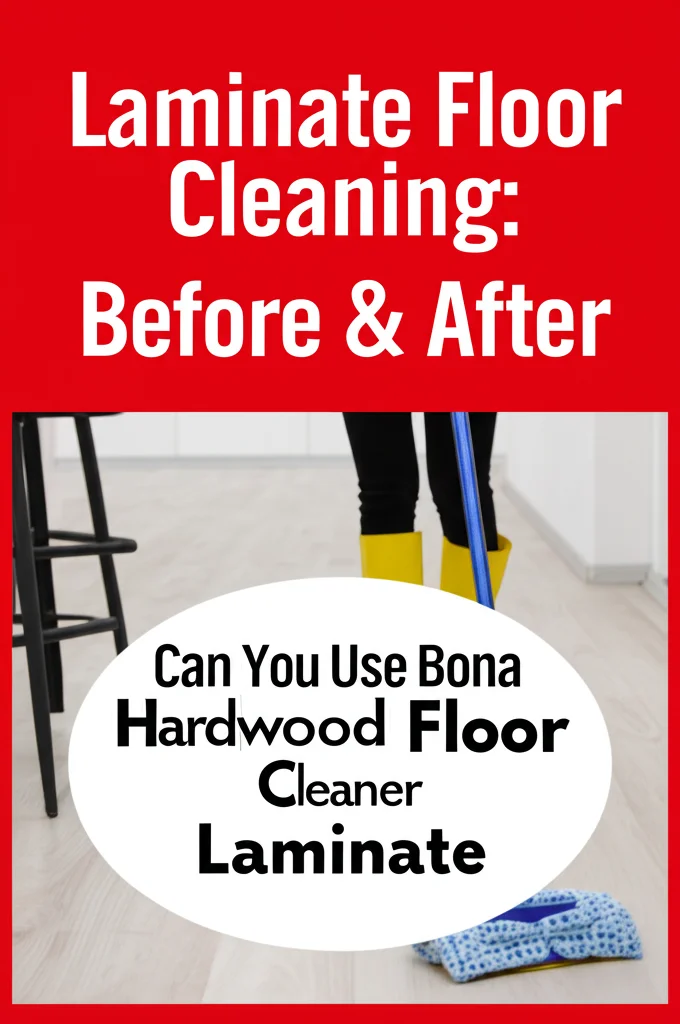 Laminate Floor
Cleaning:
Before & After
Can You Use Bona
Hardwood Floor
Cleaner
Laminate